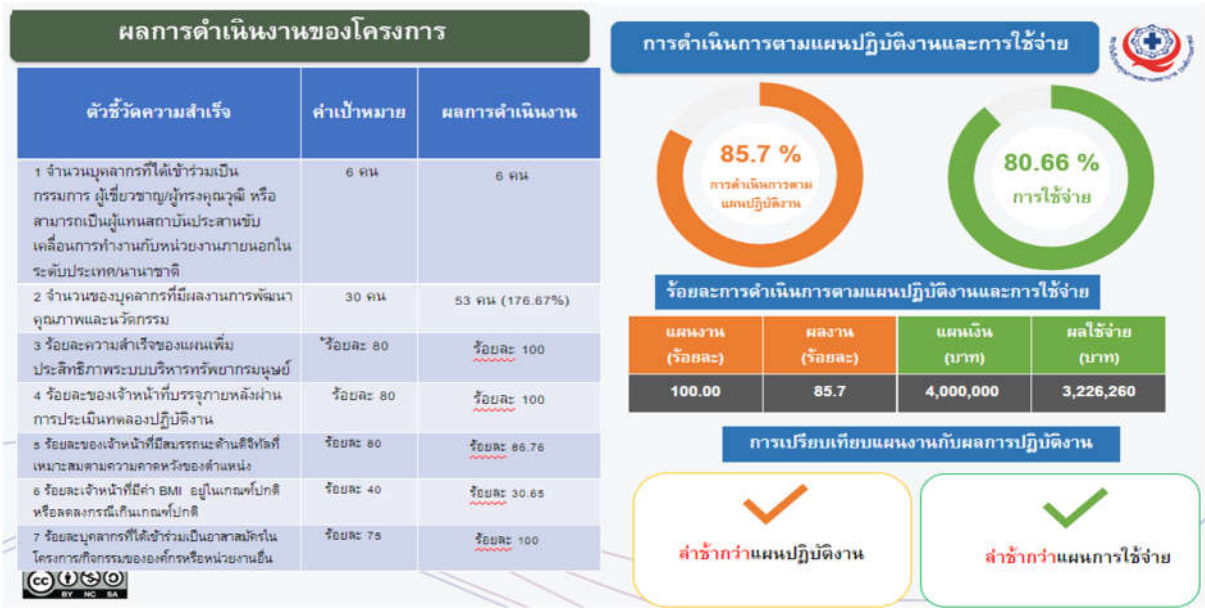 ผลการดำเนินงานของโครงการ
ตัวชี้วัดความสำเร็จ
ค่าเป้าหมาย
ผลการดำเนินงาน
1 จำนวนบุคลากรที่ได้เข้าร่วมเป็น
กรรมการ ผู้เชี่ยวชาญ/ผู้ทรงคุณวุฒิ หรือ
สามารถเป็นผู้แทนสถาบันประสานขับ
เคลื่อนการทำงานกับหน่วยงานภายนอกใน
ระดับประเทศ/นานาชาติ
6 คน
6 คน
2 จำนวนของบุคลากรที่มีผลงานการพัฒนา
คุณภาพและนวัตกรรม
30 คน
53 คน (176.67%)
3 ร้อยละความสำเร็จของแผนเพิ่ม
ประสิทธิภาพระบบบริหารทรัพยากรมนุษย์
ร้อยละ 80
ร้อยละ 100
4 ร้อยละของเจ้าหน้าที่บรรจุภายหลังผ่าน
การประเมินทดลองปฏิบัติงาน
ร้อยละ 80
ร้อยละ 100
5 ร้อยละของเจ้าหน้าที่มีสมรรถนะด้านดิจิทัลที่
เหมาะสมตามความคาดหวังของตำแหน่ง
ร้อยละ 80
ร้อยละ 86.76
6 ร้อยละเจ้าหน้าที่มีค่า BMI อยู่ในเกณฑ์ปกติ
หรือลดลงกรณีเกินเกณฑ์ปกติ
ร้อยละ 40
ร้อยละ 30.65
7 ร้อยละบุคลากรที่ได้เข้าร่วมเป็นอาสาสมัครใน
โครงการ/กิจกรรมขององค์กรหรือหน่วยงานอื่น
ร้อยละ 75
ร้อยละ 100
cc
BY NC SA
การดำเนินการตามแผนปฏิบัติงานและการใช้จ่าย
85.7 %
การดำเนินการตาม
แผนปฏิบัติงาน
80.66 %
การใช้จ่าย
ร้อยละการดำเนินการตามแผนปฏิบัติงานและการใช้จ่าย
แผนงาน
(ร้อยละ)
ผลงาน
(ร้อยละ)
แผนเงิน
(บาท)
ผลใช้จ่าย
(บาท)
100.00
85.7
4,000,000
3,226,260
การเปรียบเทียบแผนงานกับผลการปฏิบัติงาน
ล่าช้ากว่าแผนปฏิบัติงาน
ล่าช้ากว่าแผนการใช้จ่าย